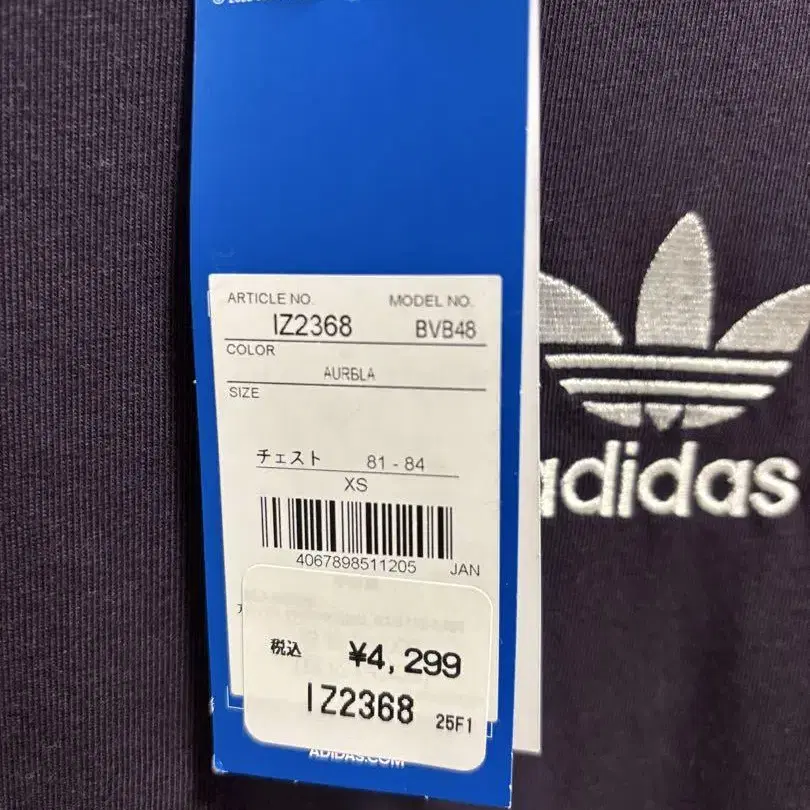 ARTICLE NO. MODEL NO.
IZ2368 BVB48
COLOR
AURBLA
SIZE
チェスト 81 - 84
XS
4067898511205 JAN
税込 ¥4,299
IZ2368 25F1
ADIDAS.COM
adidas